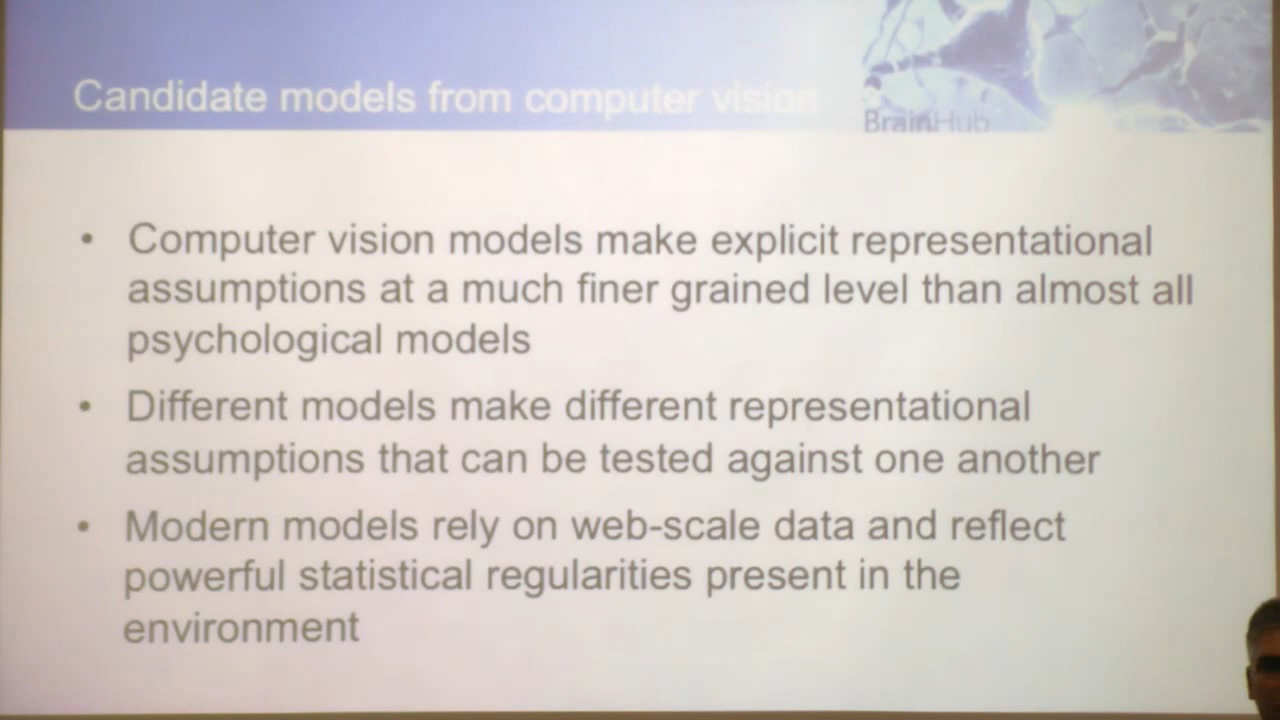 Candidate models from computer vision
BrainHub
• Computer vision models make explicit representational
assumptions at a much finer grained level than almost all
psychological models
• Different models make different representational
assumptions that can be tested against one another
• Modern models rely on web-scale data and reflect
powerful statistical regularities present in the
environment